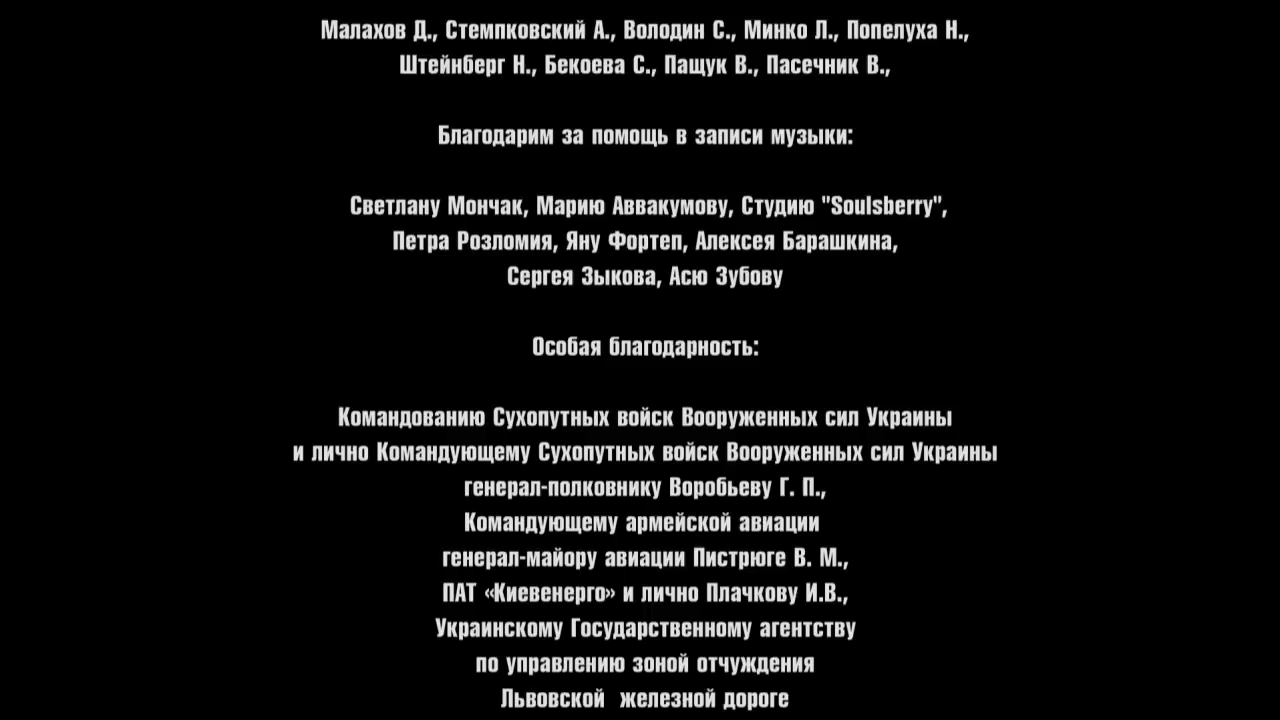 Малахов Д., Стемпковский А., Володин С., Минко Л., Попелуха Н.,
Штейнберг Н., Бекоева С., Пащук В., Пасечник В.,
Благодарим за помощь в записи музыки:
Светлану Мончак, Марию Аввакумову, Студию "Soulsberry",
Петра Розломия, Яну Фортеп, Алексея Барашкина,
Сергея Зыкова, Асю Зубову
Особая благодарность:
Командованию Сухопутных войск Вооруженных сил Украины
и лично Командующему Сухопутных войск Вооруженных сил Украины
генерал-полковнику Воробьеву Г. П.,
Командующему армейской авиации
генерал-майору авиации Пистрюге В. М.,
ПАТ «Киевенерго» и лично Плачкову И.В.,
Украинскому Государственному агентству
по управлению зоной отчуждения
Львовской железной дороге